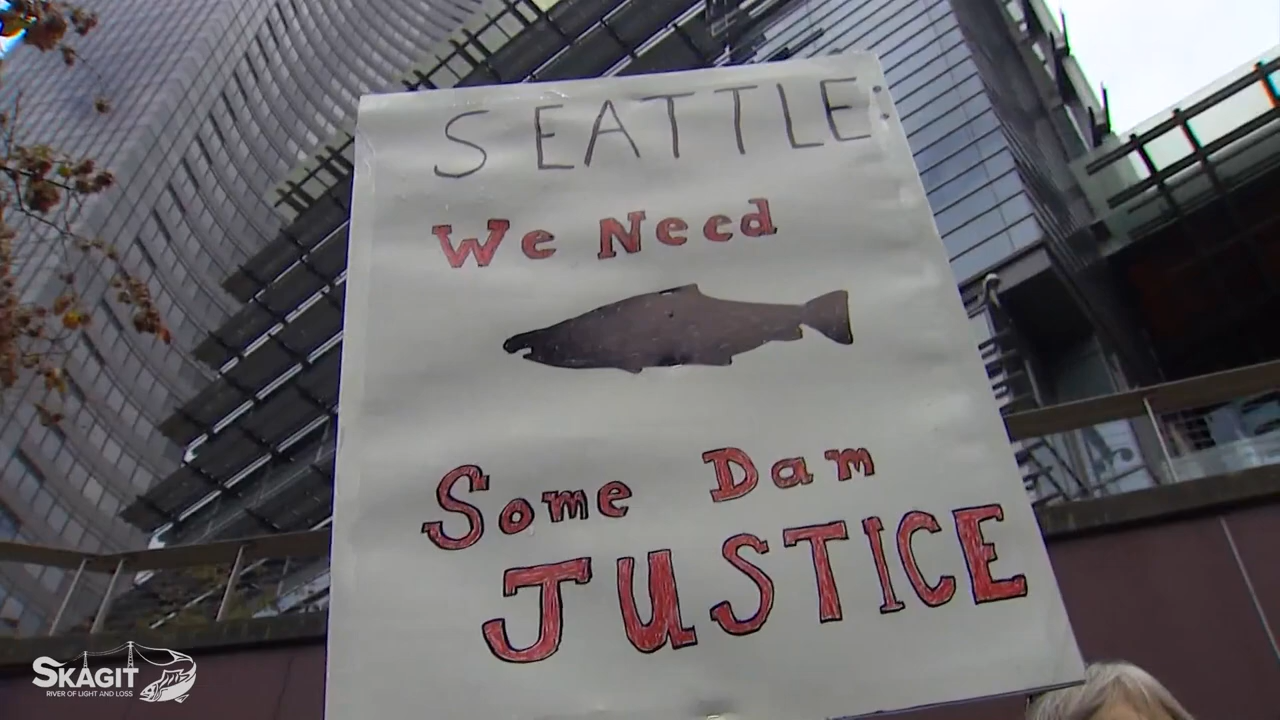 SEATTLE:
We Need
Some Dam
JUSTICE
SKAGIT
RIVER OF LIGHT AND LOSS